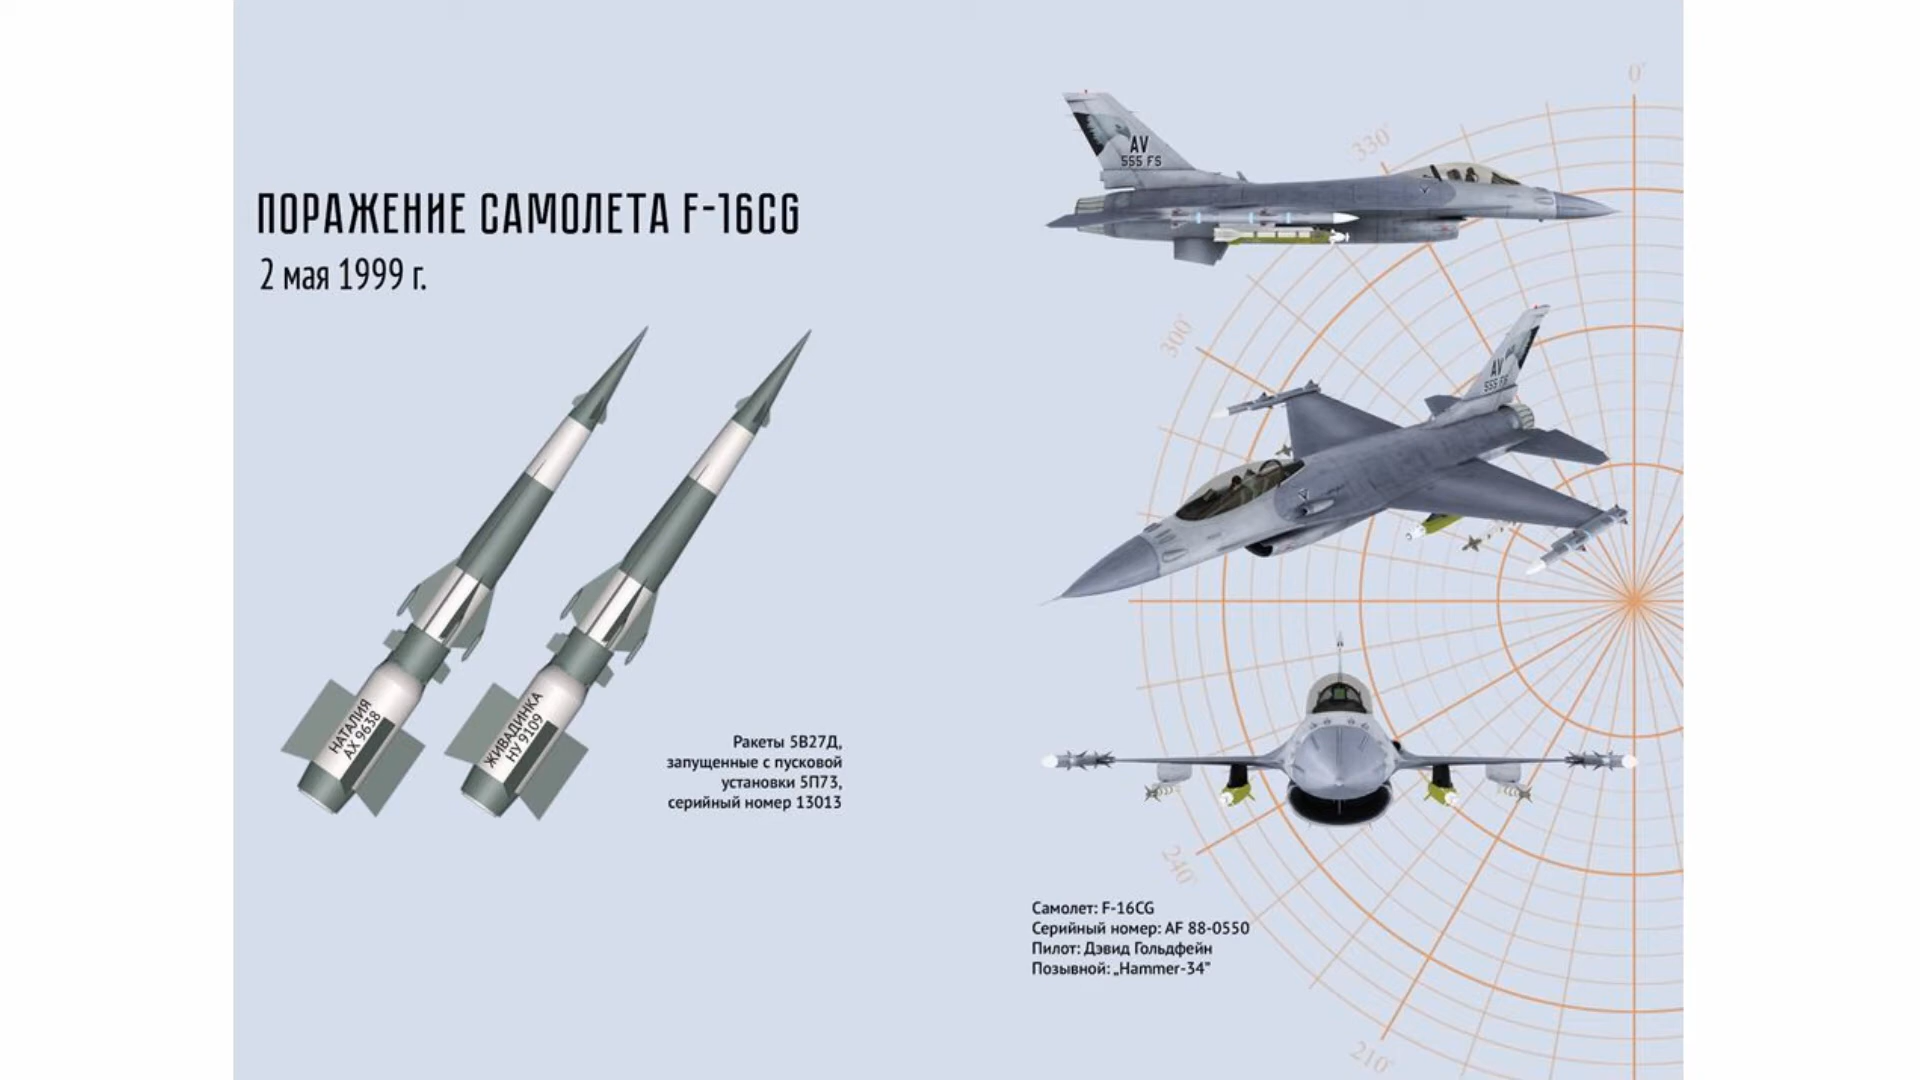 ПОРАЖЕНИЕ САМОЛЕТА F-16CG
2 мая 1999 г.
НАТАЛИЯ
АХ 9638
ЖИВАДИНКА
НУ 9109
Ракеты 5В27Д,
запущенные с пусковой
установки 5П73,
серийный номер 13013
AV
555 FS
0°
330°
300°
AV
555 FS
240°
210°
Самолет: F-16CG
Серийный номер: AF 88-0550
Пилот: Дэвид Гольдфейн
Позывной: „Hammer-34”